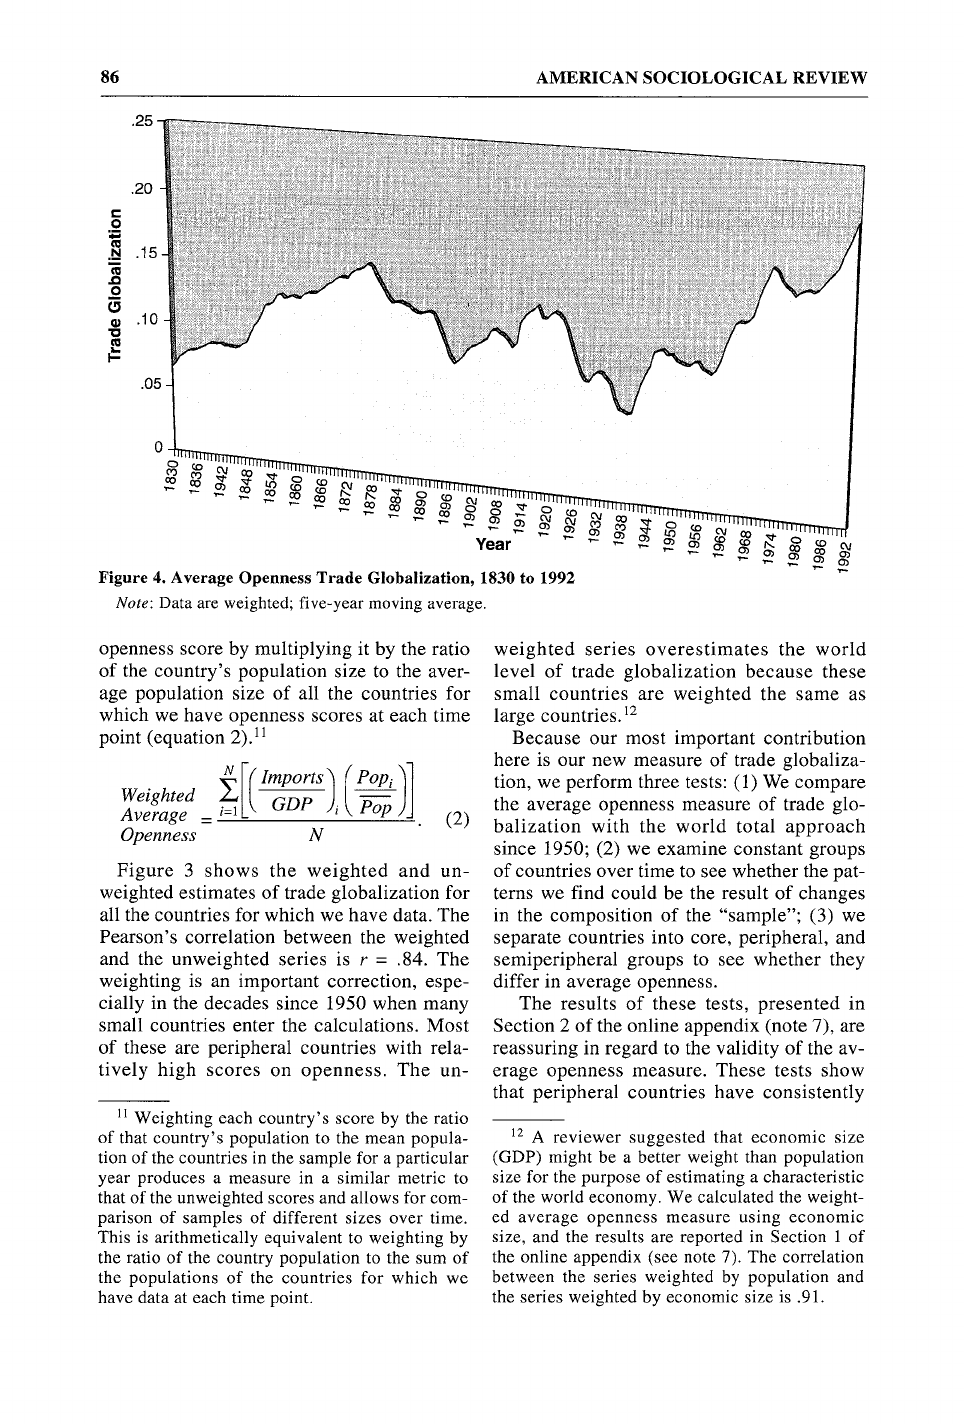 86
AMERICAN SOCIOLOGICAL REVIEW
.25
.20
.15
.10
.05
0
Trade Globalization
1830 1836 1942 1848 1854 1860 1866 1872 1878 1884 1890 1896 1902 1908 1914 1920 1926 1932 1938 1944 1950 1956 1962 1968 1974 1980 1986 1992
Year
Figure 4. Average Openness Trade Globalization, 1830 to 1992
Note: Data are weighted; five-year moving average.
openness score by multiplying it by the ratio
of the country's population size to the aver-
age population size of all the countries for
which we have openness scores at each time
point (equation 2).¹¹
Weighted Average Openness = \frac{\sum_{i=1}^{N}\left[\left(\frac{Imports}{GDP}\right)_i\left(\frac{Pop_i}{\overline{Pop}}\right)\right]}{N}. (2)
Figure 3 shows the weighted and un-
weighted estimates of trade globalization for
all the countries for which we have data. The
Pearson's correlation between the weighted
and the unweighted series is r = .84. The
weighting is an important correction, espe-
cially in the decades since 1950 when many
small countries enter the calculations. Most
of these are peripheral countries with rela-
tively high scores on openness. The un-
¹¹ Weighting each country's score by the ratio
of that country's population to the mean popula-
tion of the countries in the sample for a particular
year produces a measure in a similar metric to
that of the unweighted scores and allows for com-
parison of samples of different sizes over time.
This is arithmetically equivalent to weighting by
the ratio of the country population to the sum of
the populations of the countries for which we
have data at each time point.
weighted series overestimates the world
level of trade globalization because these
small countries are weighted the same as
large countries.¹²
Because our most important contribution
here is our new measure of trade globaliza-
tion, we perform three tests: (1) We compare
the average openness measure of trade glo-
balization with the world total approach
since 1950; (2) we examine constant groups
of countries over time to see whether the pat-
terns we find could be the result of changes
in the composition of the “sample”; (3) we
separate countries into core, peripheral, and
semiperipheral groups to see whether they
differ in average openness.
The results of these tests, presented in
Section 2 of the online appendix (note 7), are
reassuring in regard to the validity of the av-
erage openness measure. These tests show
that peripheral countries have consistently
¹² A reviewer suggested that economic size
(GDP) might be a better weight than population
size for the purpose of estimating a characteristic
of the world economy. We calculated the weight-
ed average openness measure using economic
size, and the results are reported in Section 1 of
the online appendix (see note 7). The correlation
between the series weighted by population and
the series weighted by economic size is .91.